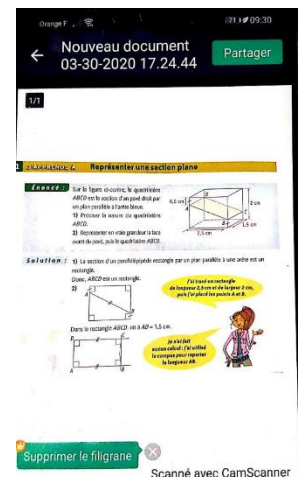 Orange F
71 09:30
Nouveau document
03-30-2020 17.24.44
Partager
1/1
J'APPRENDS À Représenter une section plane
Énoncé : Sur la figure ci-contre, le quadrilatère
ABCD est la section d'un pavé droit par
un plan parallèle à l'arête bleue.
1) Préciser la nature du quadrilatère
ABCD.
2) Représenter en vraie grandeur la face
avant du pavé, puis le quadrilatère ABCD.
0,5 cm
2 cm
1,5 cm
2,5 cm
Solution : 1) La section d'un parallélépipède rectangle par un plan parallèle à une arête est un
rectangle.
Donc, ABCD est un rectangle.
2)
A
B
J'ai tracé un rectangle
de longueur 2,5 cm et de largeur 2 cm,
puis j'ai placé les points A et B.
Dans le rectangle ABCD, on a AD = 1,5 cm.
Je n'ai fait
aucun calcul : j'ai utilisé
le compas pour reporter
la longueur AB.
A
B
Supprimer le filigrane
Scanné avec CamScanner